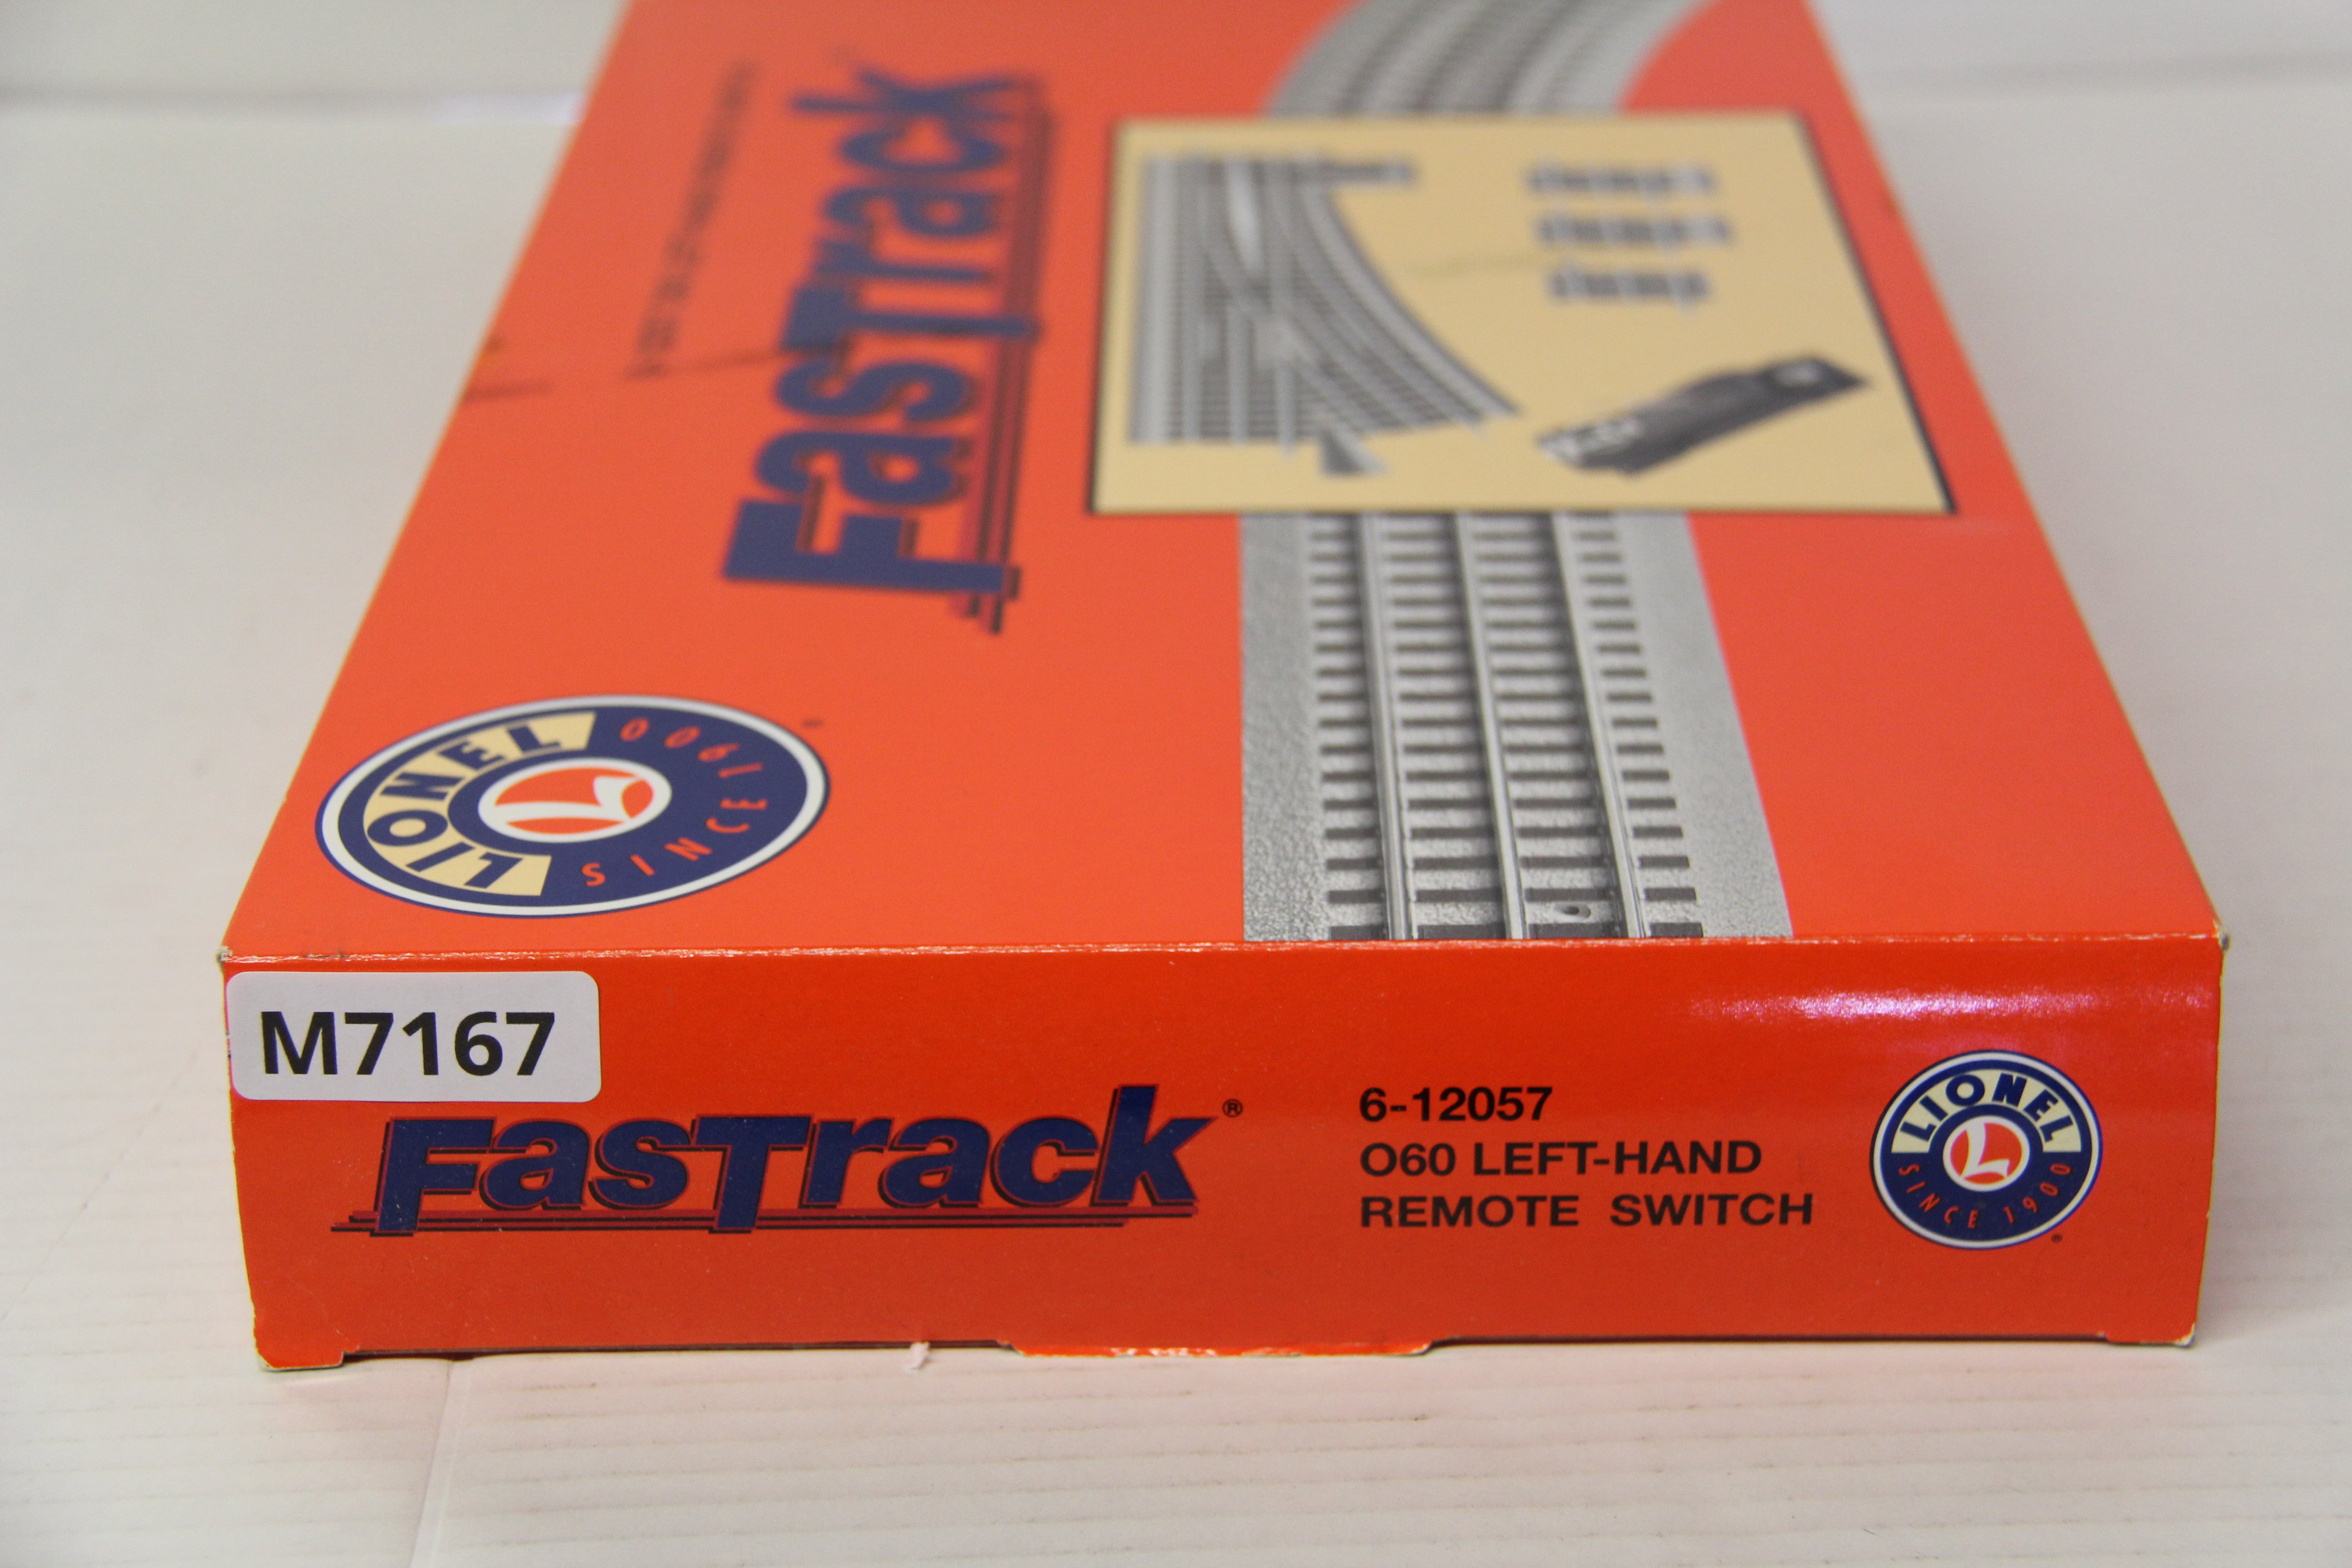 FasTrack
LIONEL
SINCE 1900
M7167
FasTrack®
6-12057
O60 LEFT-HAND
REMOTE SWITCH
LIONEL
SINCE 1900
®